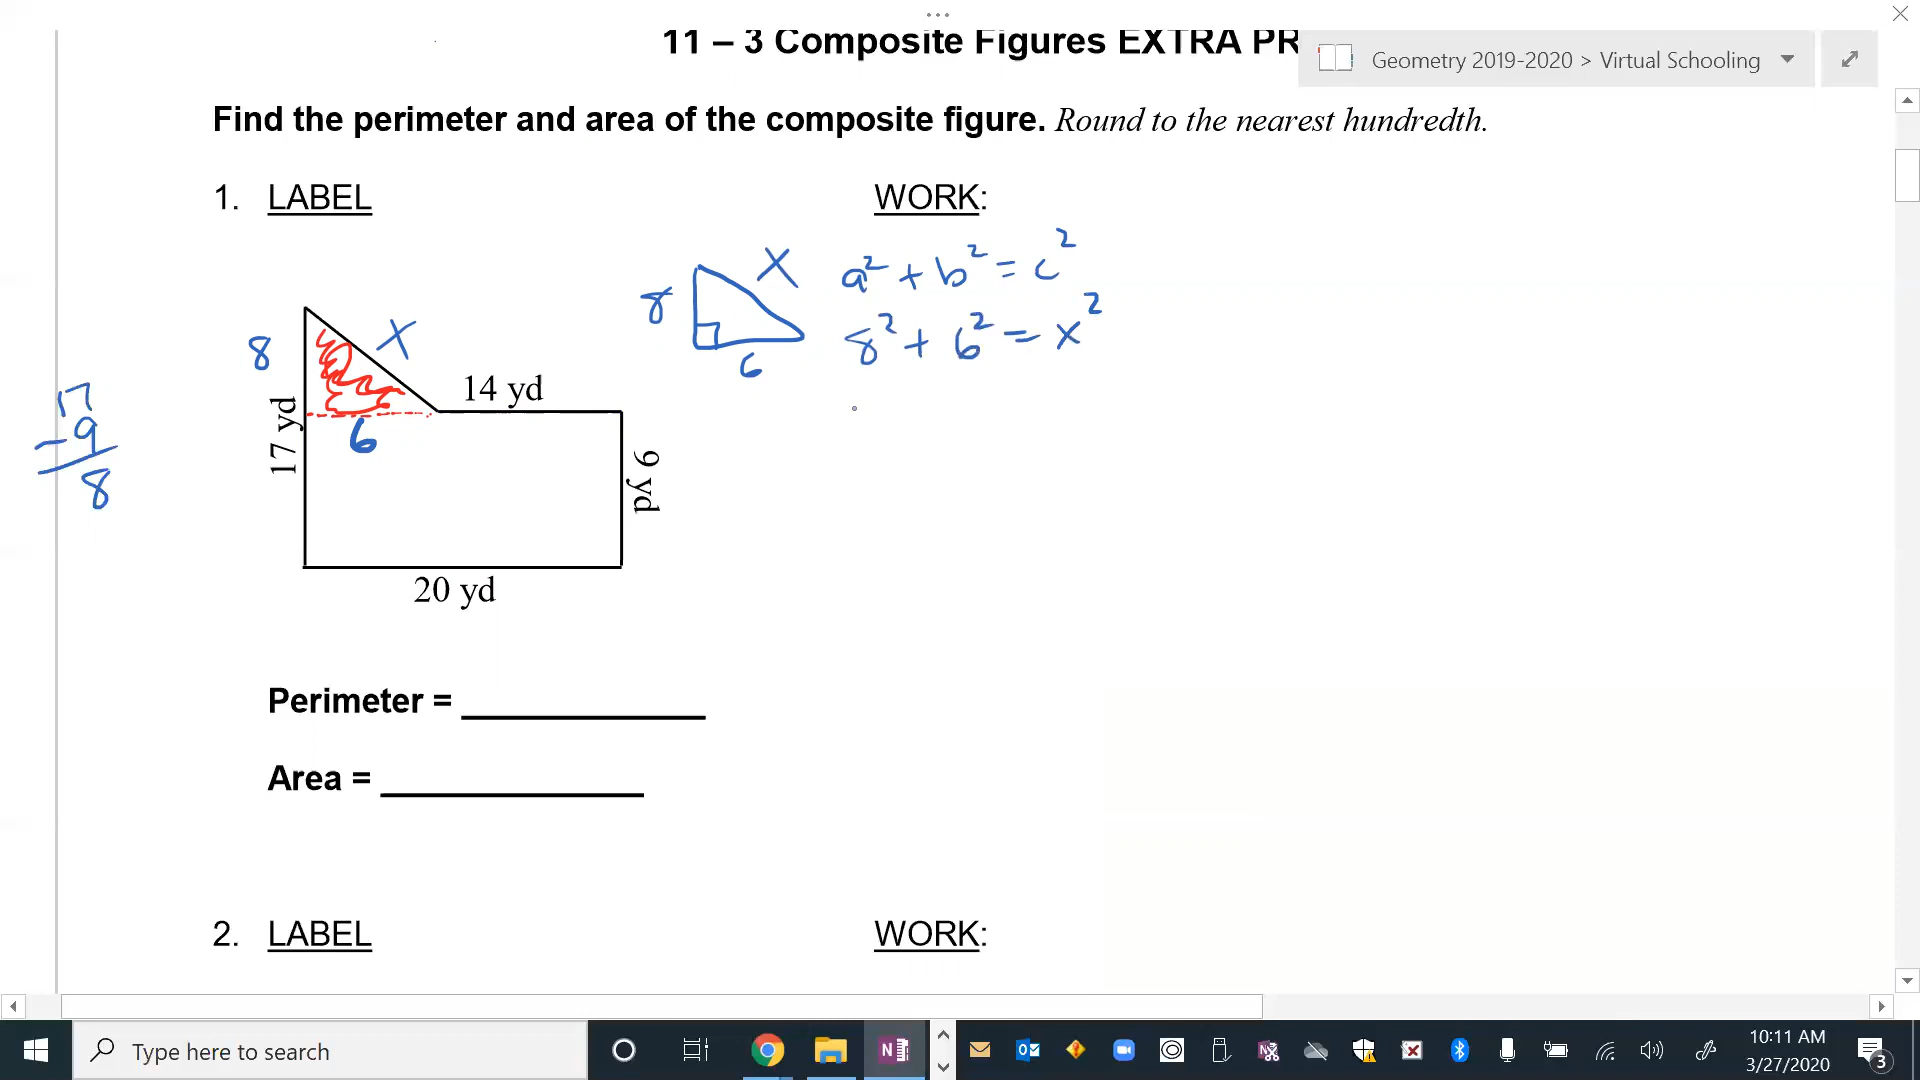 11 – 3 Composite Figures EXTRA PR
Geometry 2019-2020 > Virtual Schooling
Find the perimeter and area of the composite figure. Round to the nearest hundredth.
1. LABEL
WORK:
8
X
14 yd
17 yd
6
9 yd
20 yd
17
-9
8
8
X
6
a² + b² = c²
8² + 6² = x²
Perimeter =
Area =
2. LABEL
WORK:
Type here to search
10:11 AM
3/27/2020
3